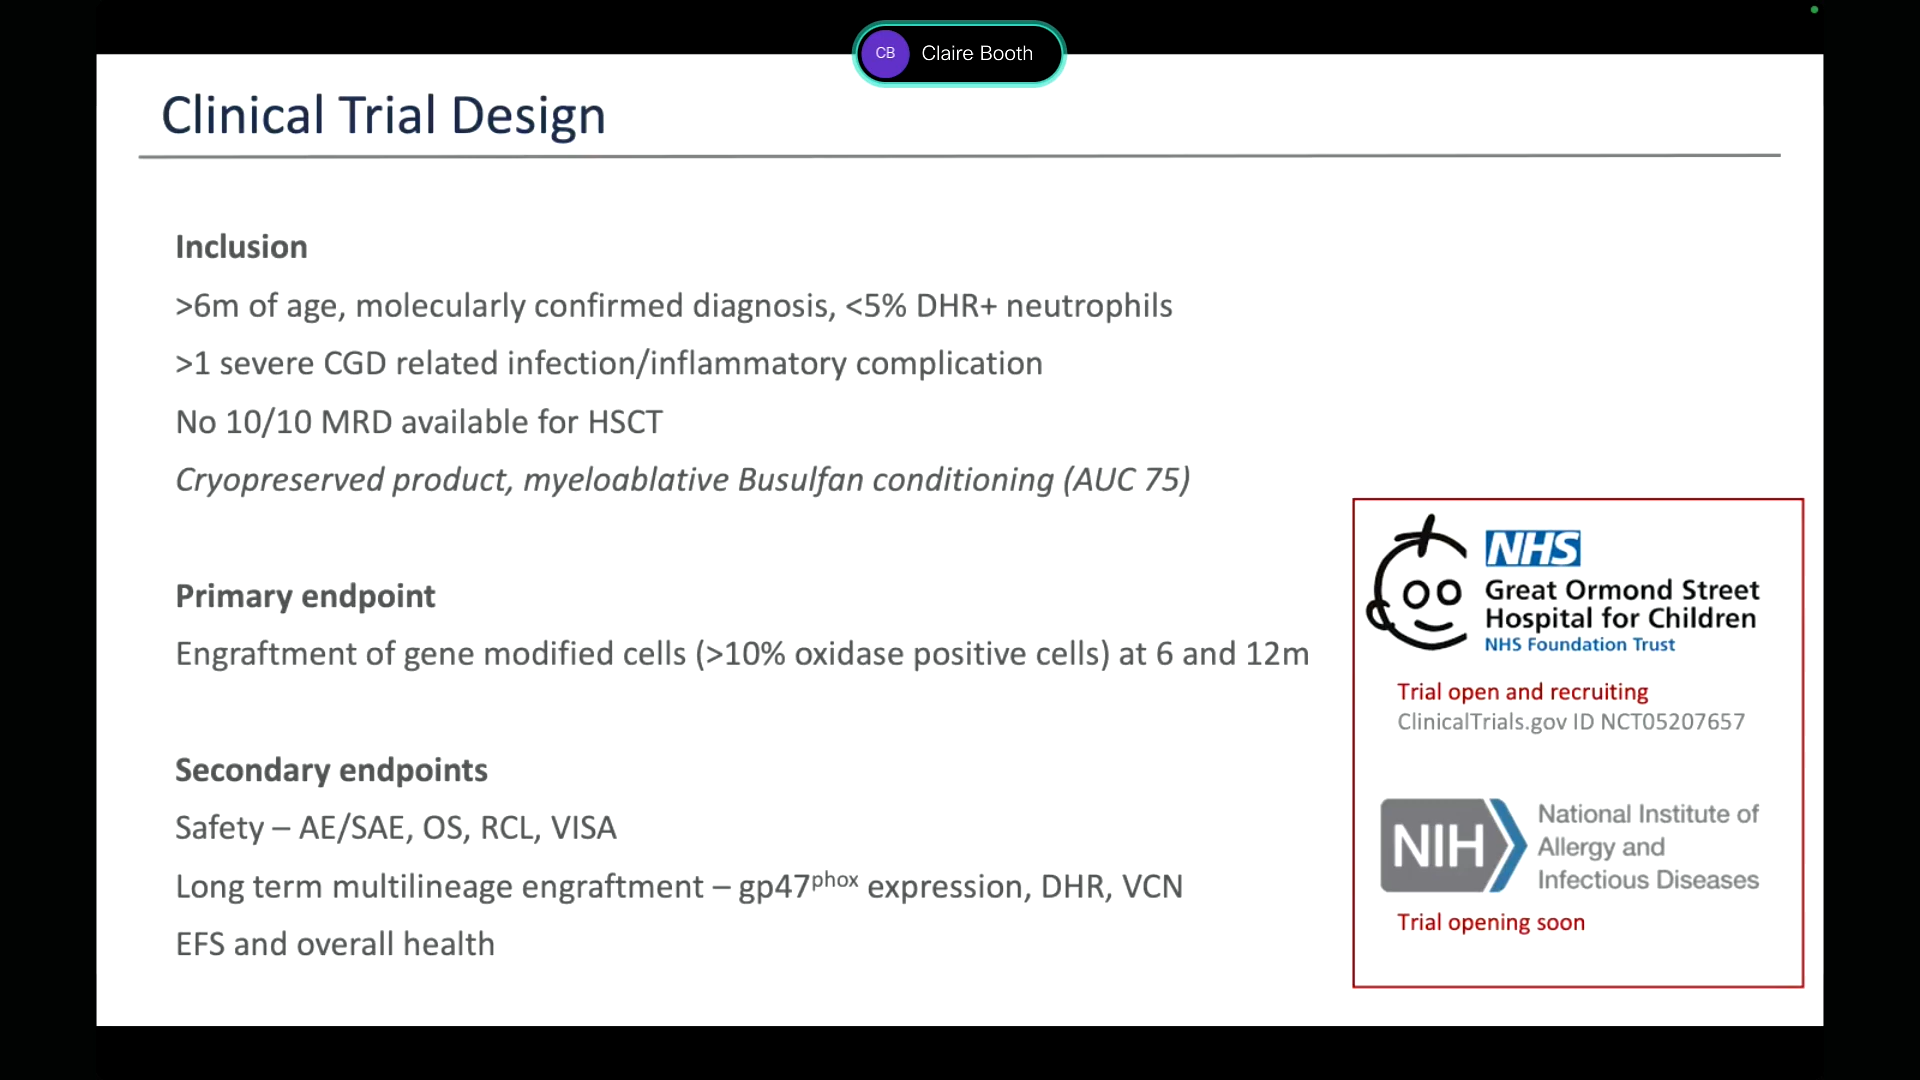 CB Claire Booth
Clinical Trial Design
Inclusion
>6m of age, molecularly confirmed diagnosis, <5% DHR+ neutrophils
>1 severe CGD related infection/inflammatory complication
No 10/10 MRD available for HSCT
Cryopreserved product, myeloablative Busulfan conditioning (AUC 75)
Primary endpoint
Engraftment of gene modified cells (>10% oxidase positive cells) at 6 and 12m
Secondary endpoints
Safety – AE/SAE, OS, RCL, VISA
Long term multilineage engraftment – gp47phox expression, DHR, VCN
EFS and overall health
NHS
Great Ormond Street
Hospital for Children
NHS Foundation Trust
Trial open and recruiting
ClinicalTrials.gov ID NCT05207657
NIH
National Institute of
Allergy and
Infectious Diseases
Trial opening soon